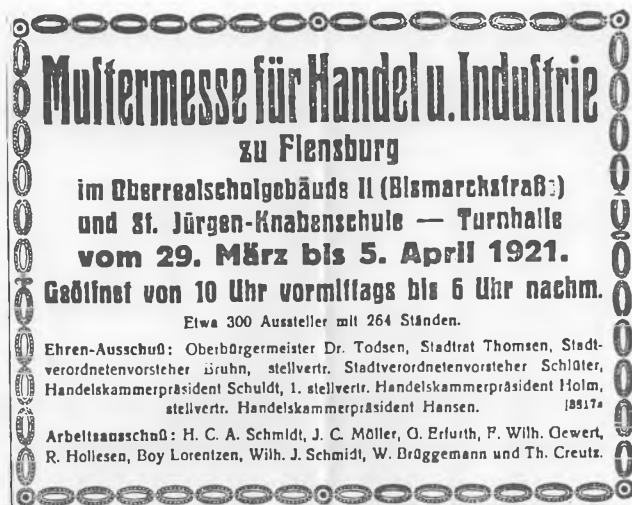 Mustermesse für Handel u. Industrie
zu Flensburg
im Oberrealschulgebäude II (Bismarckstraße)
und St. Jürgen-Knabenschule — Turnhalle
vom 29. März bis 5. April 1921.
Geöffnet von 10 Uhr vormittags bis 6 Uhr nachm.
Etwa 300 Aussteller mit 264 Ständen.
Ehren-Ausschuß: Oberbürgermeister Dr. Todsen, Stadtrat Thomsen, Stadt-
verordnetenvorsteher Bruhn, stellvertr. Stadtverordnetenvorsteher Schlüter,
Handelskammerpräsident Schuldt, 1. stellvertr. Handelskammerpräsident Holm,
stellvertr. Handelskammerpräsident Hansen.
Arbeitsausschuß: H. C. A. Schmidt, J. C. Möller, O. Erfurth, F. Wilh. Gewert,
R. Hollesen, Boy Lorentzen, Wilh. J. Schmidt, W. Brüggemann und Th. Creutz.